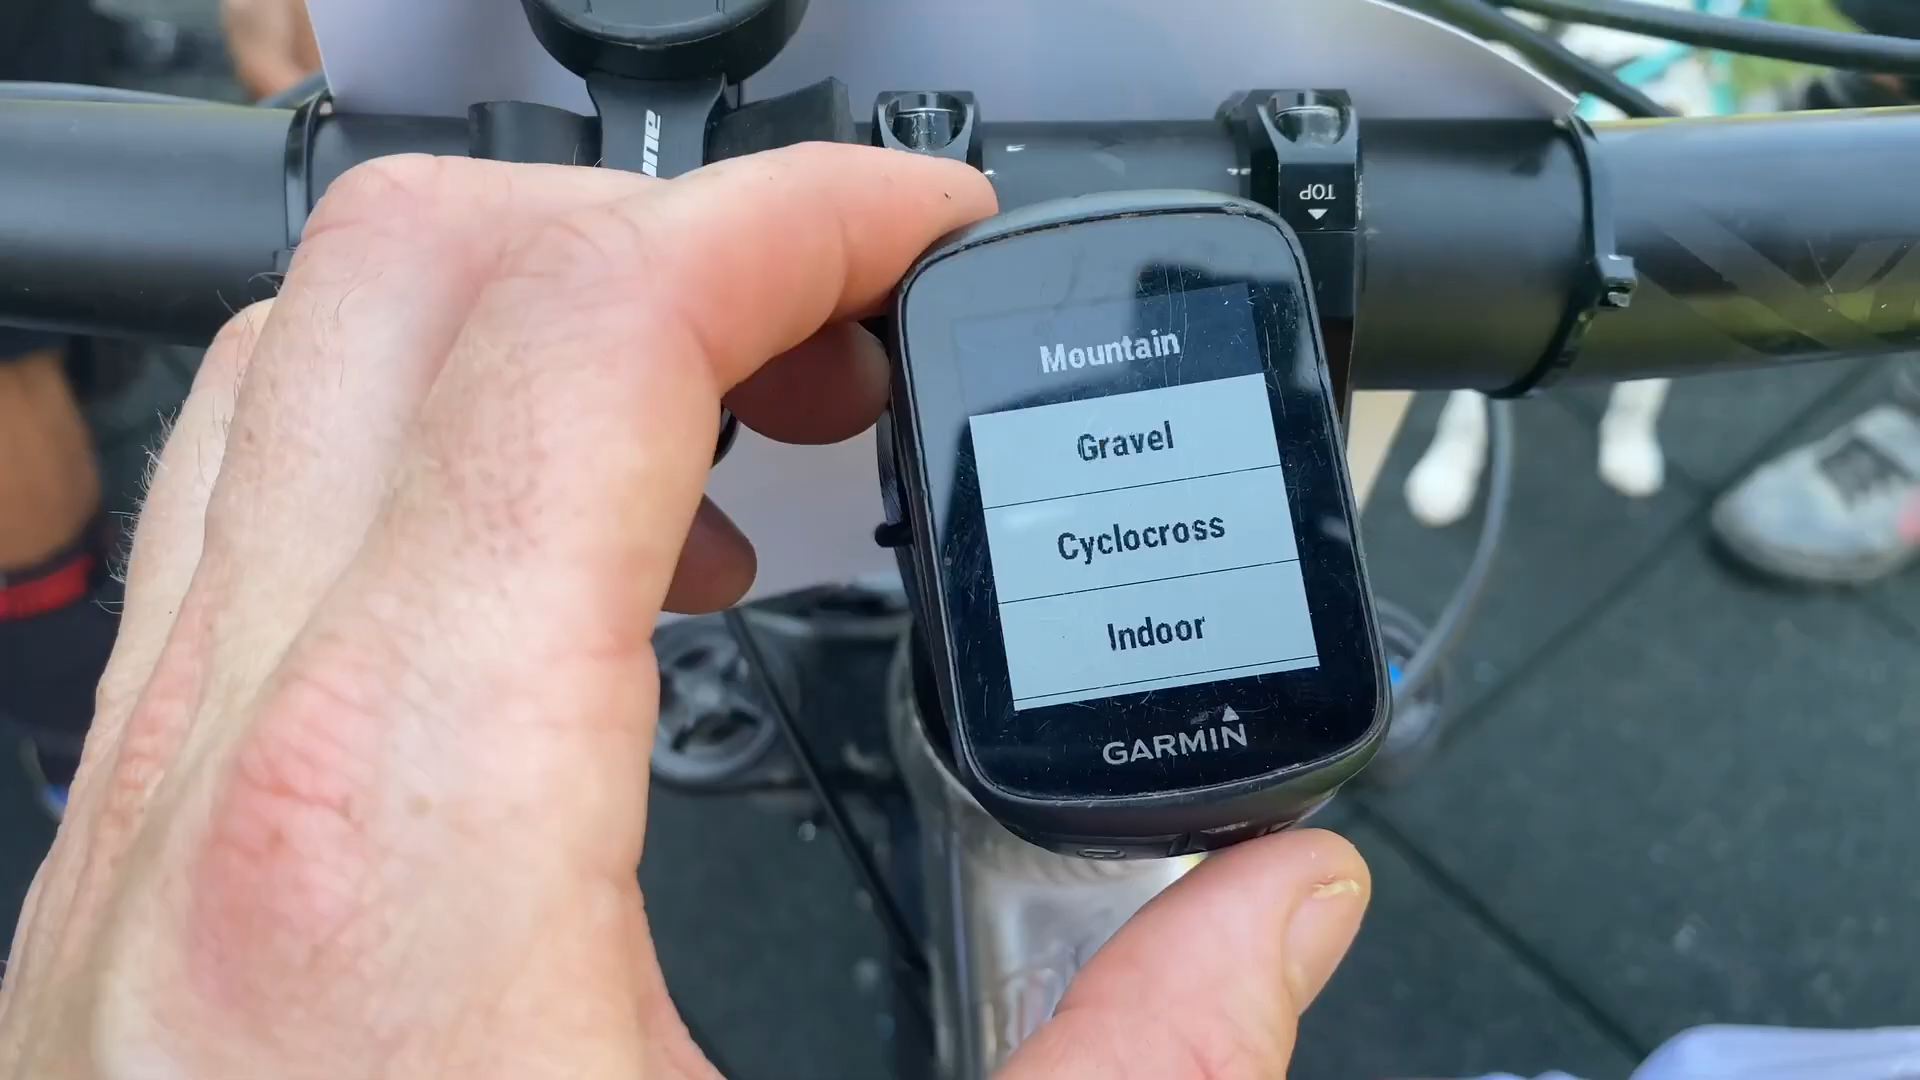 TOP
Mountain
Gravel
Cyclocross
Indoor
GARMIN